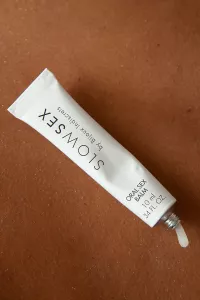 SLOWSEX
by Bijoux Indiscrets
ORAL SEX
BALM
10 ml
.34 FL. OZ.